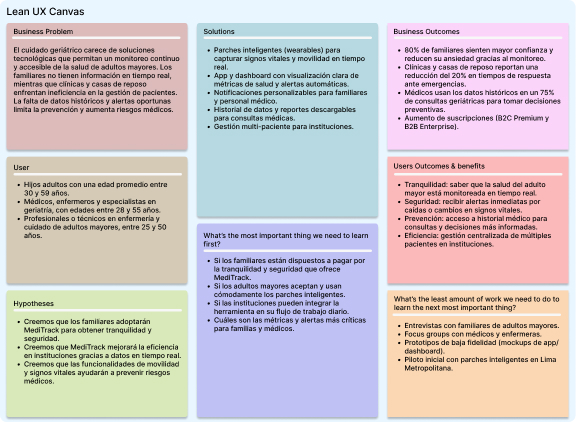 Lean UX Canvas
Business Problem
El cuidado geriátrico carece de soluciones
tecnológicas que permitan un monitoreo continuo
y accesible de la salud de adultos mayores. Los
familiares no tienen información en tiempo real,
mientras que clínicas y casas de reposo
enfrentan ineficiencia en la gestión de pacientes.
La falta de datos históricos y alertas oportunas
limita la prevención y aumenta riesgos médicos.
Solutions
• Parches inteligentes (wearables) para
capturar signos vitales y movilidad en tiempo
real.
• App y dashboard con visualización clara de
métricas de salud y alertas automáticas.
• Notificaciones personalizables para familiares
y personal médico.
• Historial de datos y reportes descargables
para consultas médicas.
• Gestión multi-paciente para instituciones.
Business Outcomes
• 80% de familiares sienten mayor confianza y
reducen su ansiedad gracias al monitoreo.
• Clínicas y casas de reposo reportan una
reducción del 20% en tiempos de respuesta
ante emergencias.
• Médicos usan los datos históricos en un 75%
de consultas geriátricas para tomar decisiones
preventivas.
• Aumento de suscripciones (B2C Premium y
B2B Enterprise).
User
• Hijos adultos con una edad promedio entre
30 y 59 años.
• Médicos, enfermeros y especialistas en
geriatría, con edades entre 28 y 55 años.
• Profesionales o técnicos en enfermería y
cuidado de adultos mayores, entre 25 y 50
años.
Users Outcomes & benefits
• Tranquilidad: saber que la salud del adulto
mayor está monitoreada en tiempo real.
• Seguridad: recibir alertas inmediatas por
caídas o cambios en signos vitales.
• Prevención: acceso a historial médico para
consultas y decisiones más informadas.
• Eficiencia: gestión centralizada de múltiples
pacientes en instituciones.
What's the most important thing we need to learn
first?
• Si los familiares están dispuestos a pagar por
la tranquilidad y seguridad que ofrece
MediTrack.
• Si los adultos mayores aceptan y usan
cómodamente los parches inteligentes.
• Si las instituciones pueden integrar la
herramienta en su flujo de trabajo diario.
• Cuáles son las métricas y alertas más críticas
para familias y médicos.
Hypotheses
• Creemos que los familiares adoptarán
MediTrack para obtener tranquilidad y
seguridad.
• Creemos que MediTrack mejorará la eficiencia
en instituciones gracias a datos en tiempo real.
• Creemos que las funcionalidades de movilidad
y signos vitales ayudarán a prevenir riesgos
médicos.
What's the least amount of work we need to do to
learn the next most important thing?
• Entrevistas con familiares de adultos mayores.
• Focus groups con médicos y enfermeras.
• Prototipos de baja fidelidad (mockups de app/
dashboard).
• Piloto inicial con parches inteligentes en Lima
Metropolitana.